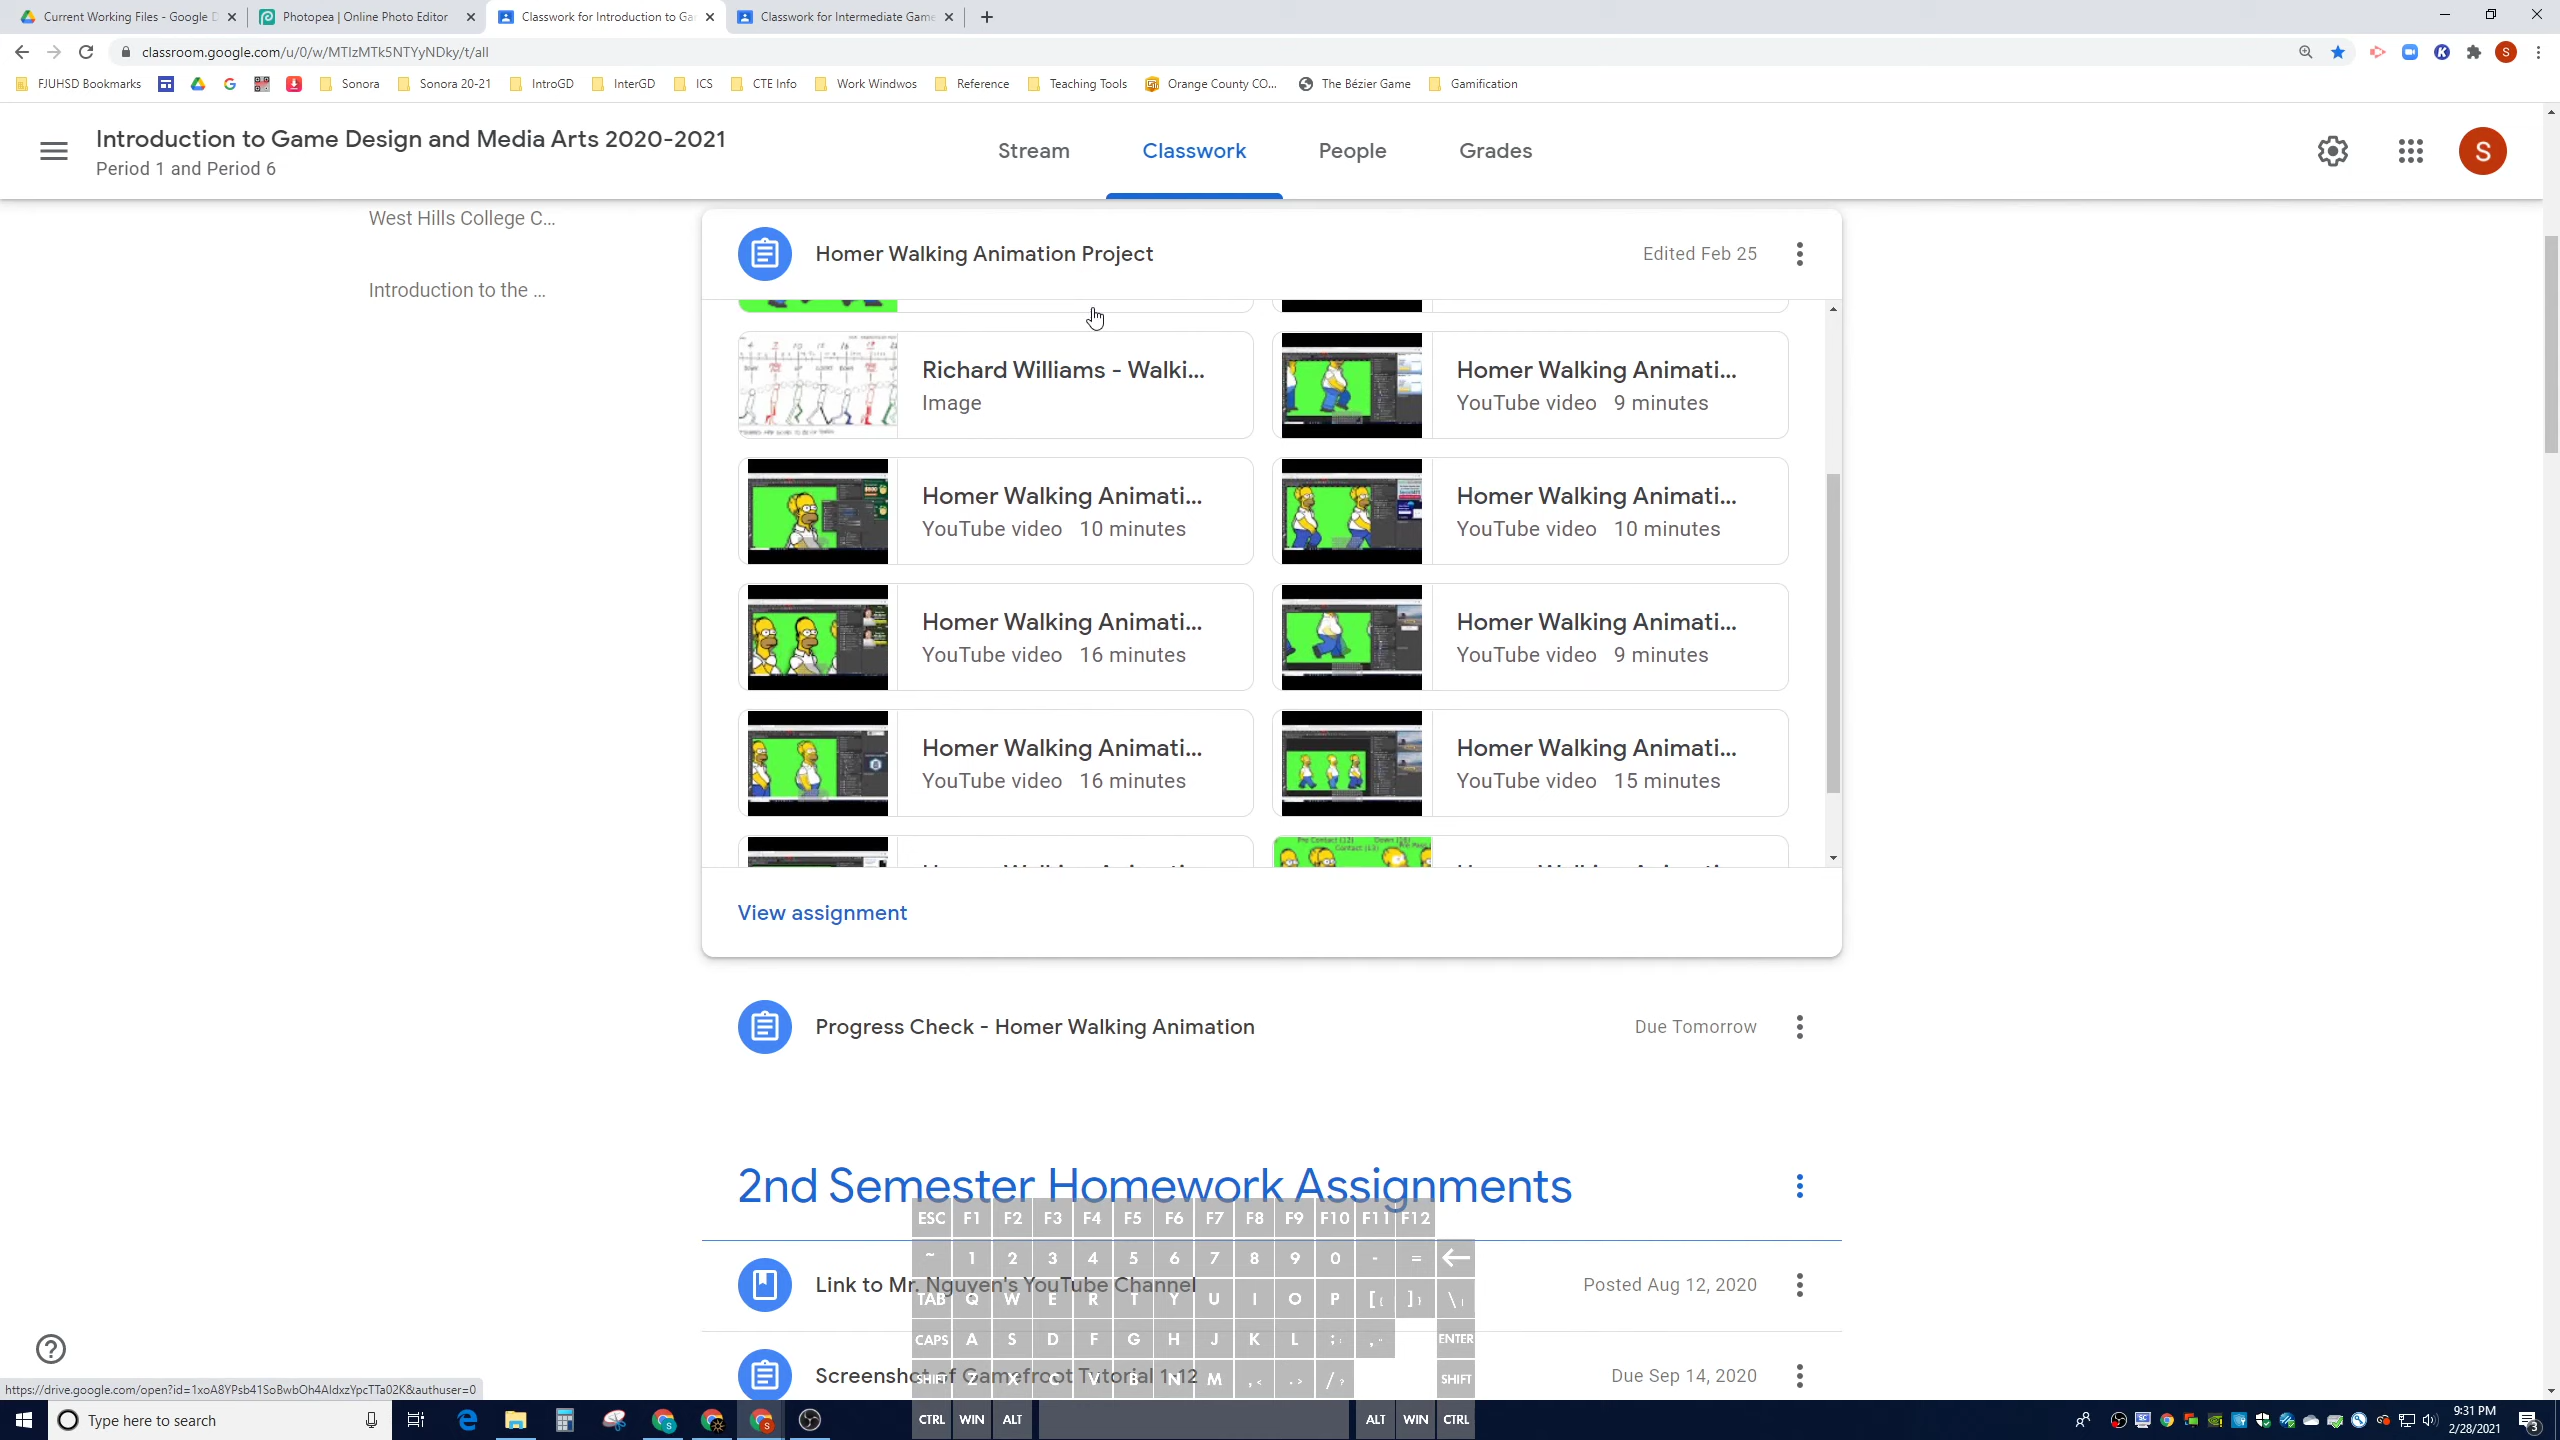 Current Working Files - Google D
Photopea | Online Photo Editor
Classwork for Introduction to Ga
Classwork for Intermediate Game
classroom.google.com/u/0/w/MTIzMTk5NTYyNDky/t/all
FJUHSD Bookmarks
Sonora
Sonora 20-21
IntroGD
InterGD
ICS
CTE Info
Work Windwos
Reference
Teaching Tools
Orange County CO...
The Bézier Game
Gamification
Introduction to Game Design and Media Arts 2020-2021
Period 1 and Period 6
Stream
Classwork
People
Grades
S
West Hills College C...
Introduction to the ...
Homer Walking Animation Project
Edited Feb 25
Richard Williams - Walki...
Image
Homer Walking Animati...
YouTube video 9 minutes
Homer Walking Animati...
YouTube video 10 minutes
Homer Walking Animati...
YouTube video 10 minutes
Homer Walking Animati...
YouTube video 16 minutes
Homer Walking Animati...
YouTube video 9 minutes
Homer Walking Animati...
YouTube video 16 minutes
Homer Walking Animati...
YouTube video 15 minutes
View assignment
Progress Check - Homer Walking Animation
Due Tomorrow
2nd Semester Homework Assignments
Link to Mr. Nguyen's YouTube Channel
Posted Aug 12, 2020
Screenshot of Gamefroot Tutorial 1-12
Due Sep 14, 2020
ESC F1 F2 F3 F4 F5 F6 F7 F8 F9 F10 F11 F12
~ 1 2 3 4 5 6 7 8 9 0 - =
TAB Q W E R T Y U I O P [ { ] } \ |
CAPS A S D F G H J K L ; : ENTER
SHIFT Z X C V B N M , < . > / ? SHIFT
CTRL WIN ALT ALT WIN CTRL
https://drive.google.com/open?id=1xoA8YPsb41SoBwbOh4AldxzYpcTTa02K&authuser=0
Type here to search
9:31 PM
2/28/2021
3